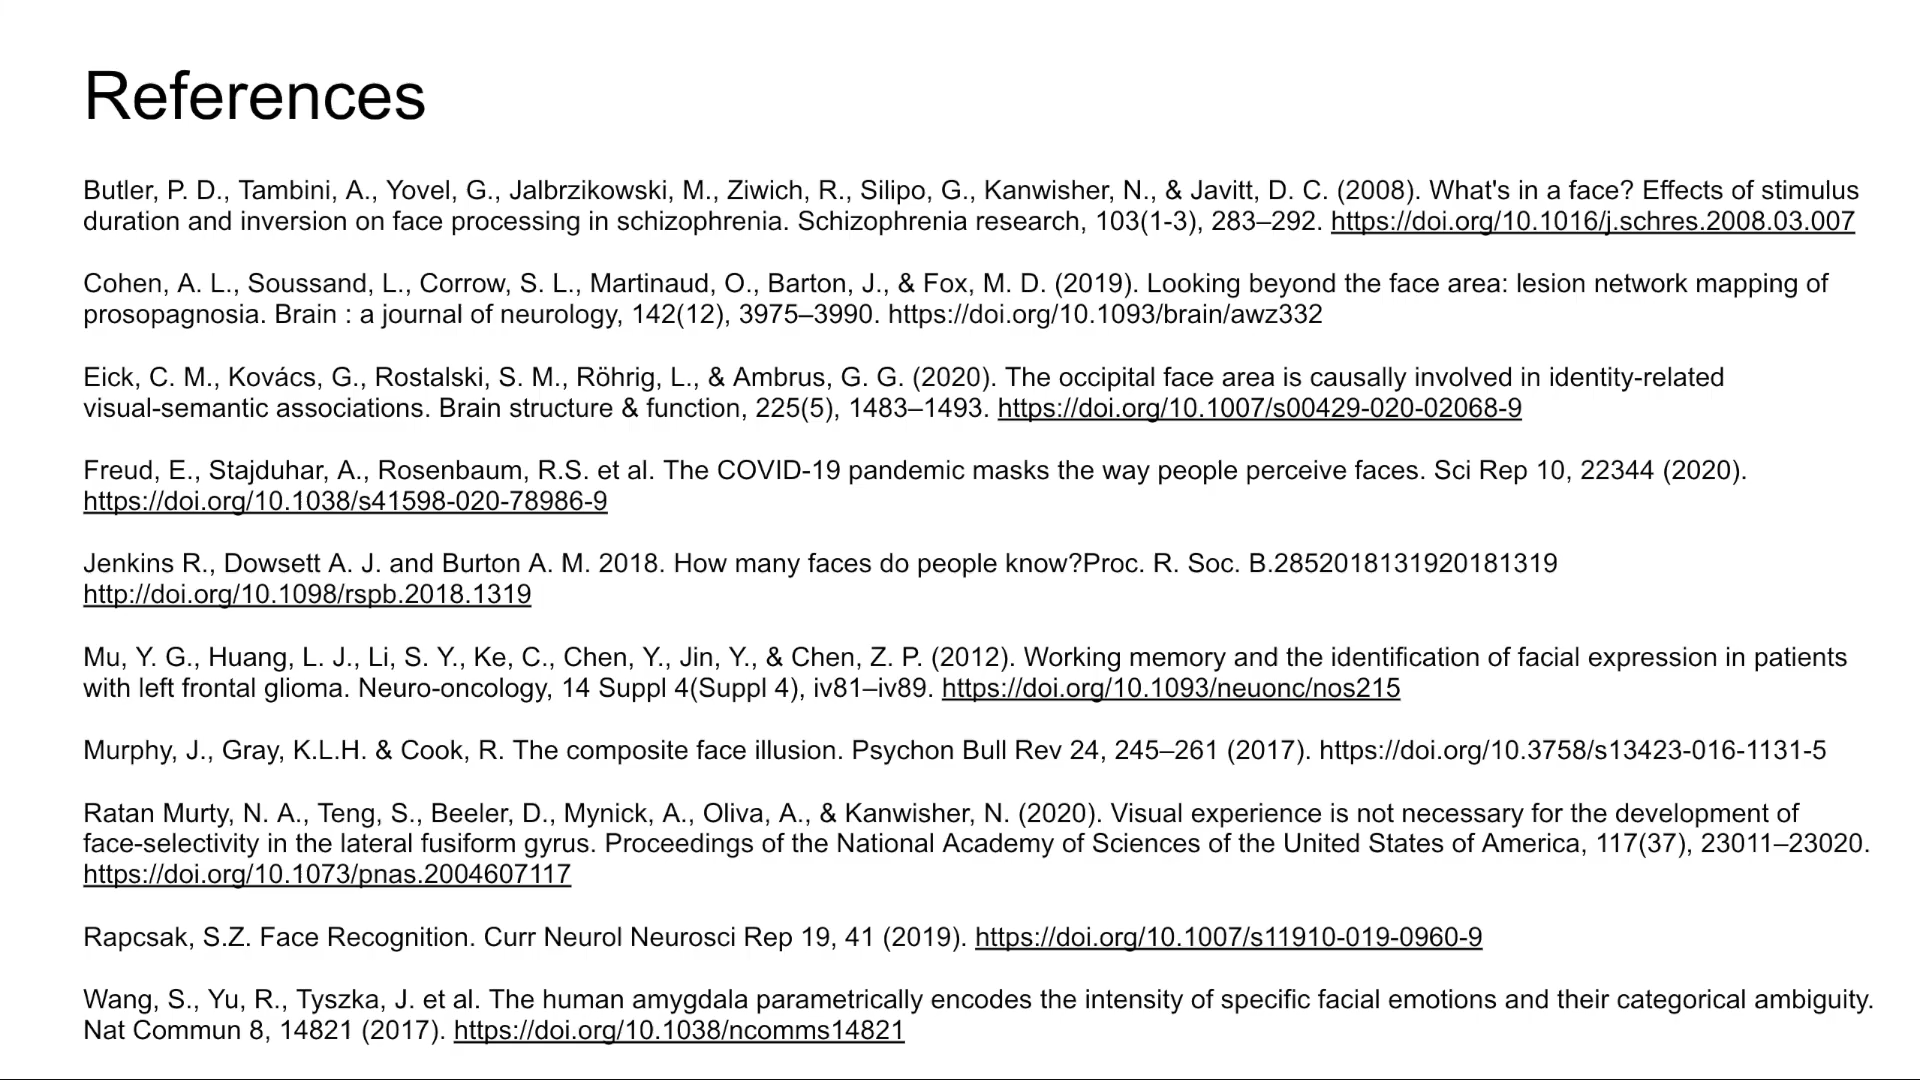 References
Butler, P. D., Tambini, A., Yovel, G., Jalbrzikowski, M., Ziwich, R., Silipo, G., Kanwisher, N., & Javitt, D. C. (2008). What's in a face? Effects of stimulus
duration and inversion on face processing in schizophrenia. Schizophrenia research, 103(1-3), 283–292. https://doi.org/10.1016/j.schres.2008.03.007
Cohen, A. L., Soussand, L., Corrow, S. L., Martinaud, O., Barton, J., & Fox, M. D. (2019). Looking beyond the face area: lesion network mapping of
prosopagnosia. Brain : a journal of neurology, 142(12), 3975–3990. https://doi.org/10.1093/brain/awz332
Eick, C. M., Kovács, G., Rostalski, S. M., Röhrig, L., & Ambrus, G. G. (2020). The occipital face area is causally involved in identity-related
visual-semantic associations. Brain structure & function, 225(5), 1483–1493. https://doi.org/10.1007/s00429-020-02068-9
Freud, E., Stajduhar, A., Rosenbaum, R.S. et al. The COVID-19 pandemic masks the way people perceive faces. Sci Rep 10, 22344 (2020).
https://doi.org/10.1038/s41598-020-78986-9
Jenkins R., Dowsett A. J. and Burton A. M. 2018. How many faces do people know?Proc. R. Soc. B.2852018131920181319
http://doi.org/10.1098/rspb.2018.1319
Mu, Y. G., Huang, L. J., Li, S. Y., Ke, C., Chen, Y., Jin, Y., & Chen, Z. P. (2012). Working memory and the identification of facial expression in patients
with left frontal glioma. Neuro-oncology, 14 Suppl 4(Suppl 4), iv81–iv89. https://doi.org/10.1093/neuonc/nos215
Murphy, J., Gray, K.L.H. & Cook, R. The composite face illusion. Psychon Bull Rev 24, 245–261 (2017). https://doi.org/10.3758/s13423-016-1131-5
Ratan Murty, N. A., Teng, S., Beeler, D., Mynick, A., Oliva, A., & Kanwisher, N. (2020). Visual experience is not necessary for the development of
face-selectivity in the lateral fusiform gyrus. Proceedings of the National Academy of Sciences of the United States of America, 117(37), 23011–23020.
https://doi.org/10.1073/pnas.2004607117
Rapcsak, S.Z. Face Recognition. Curr Neurol Neurosci Rep 19, 41 (2019). https://doi.org/10.1007/s11910-019-0960-9
Wang, S., Yu, R., Tyszka, J. et al. The human amygdala parametrically encodes the intensity of specific facial emotions and their categorical ambiguity.
Nat Commun 8, 14821 (2017). https://doi.org/10.1038/ncomms14821